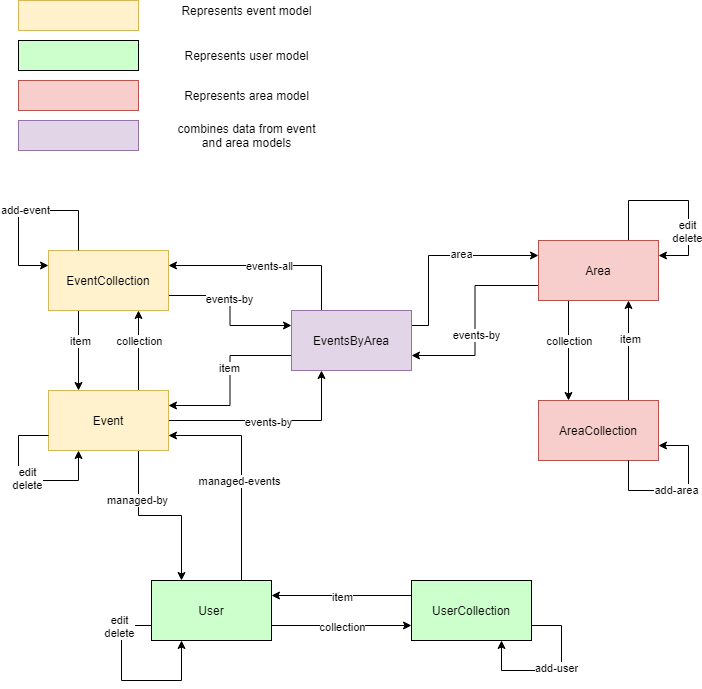 Represents event model
Represents user model
Represents area model
combines data from event
and area models
add-event
edit
delete
EventCollection
events-all
area
Area
events-by
events-by
item
collection
EventsByArea
collection
item
item
Event
events-by
AreaCollection
edit
delete
managed-by
managed-events
add-area
User
item
UserCollection
edit
delete
collection
add-user